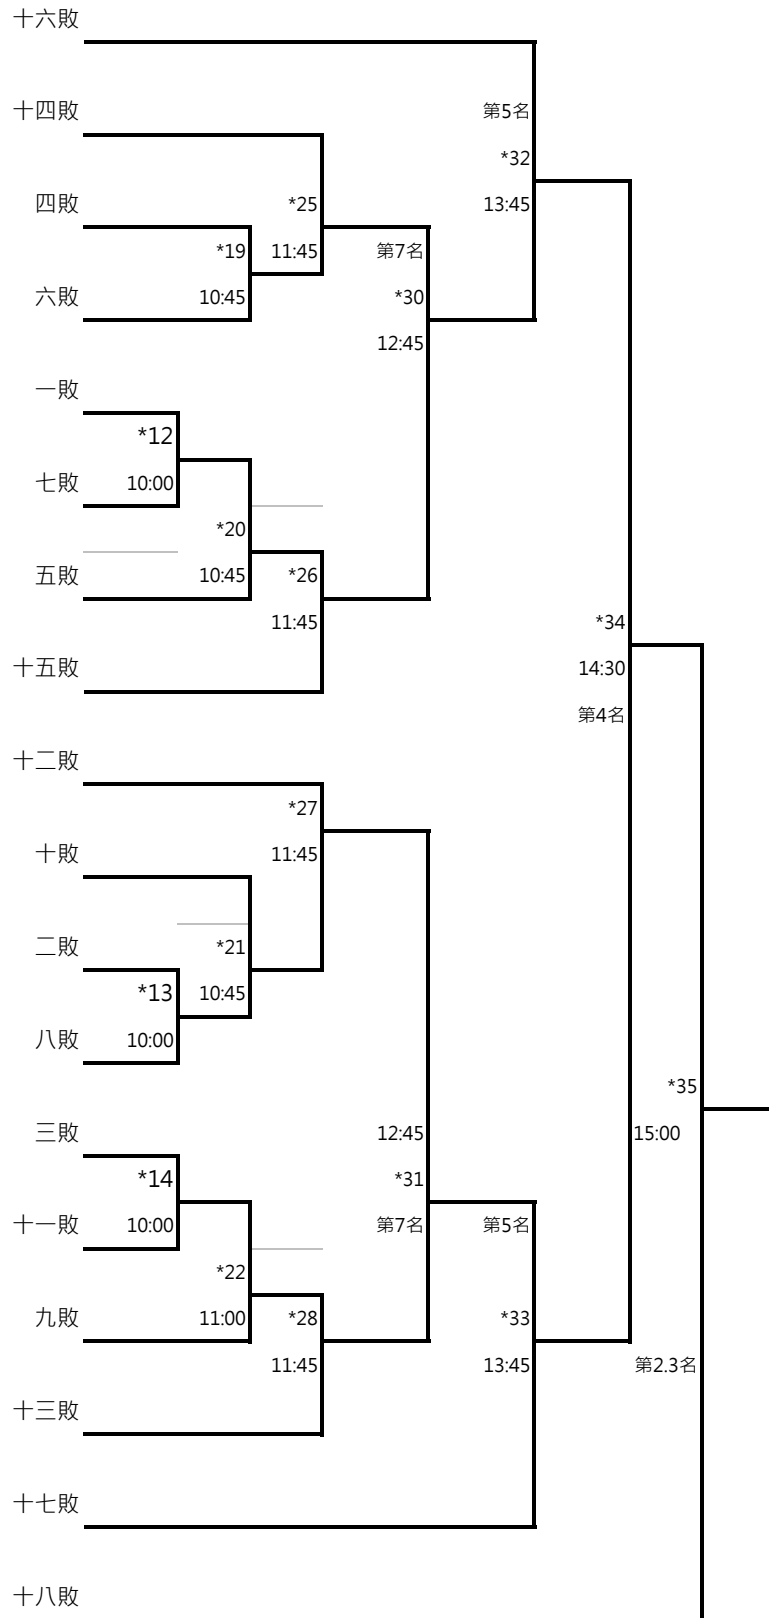 十六敗
十四敗
第5名
*32
四敗
*25
13:45
*19
11:45
第7名
六敗
10:45
*30
12:45
一敗
*12
七敗
10:00
*20
五敗
10:45
*26
11:45
*34
十五敗
14:30
第4名
十二敗
*27
十敗
11:45
二敗
*21
*13
10:45
八敗
10:00
*35
三敗
12:45
15:00
*14
*31
十一敗
10:00
第7名
第5名
*22
九敗
11:00
*28
*33
11:45
13:45
第2.3名
十三敗
十七敗
十八敗